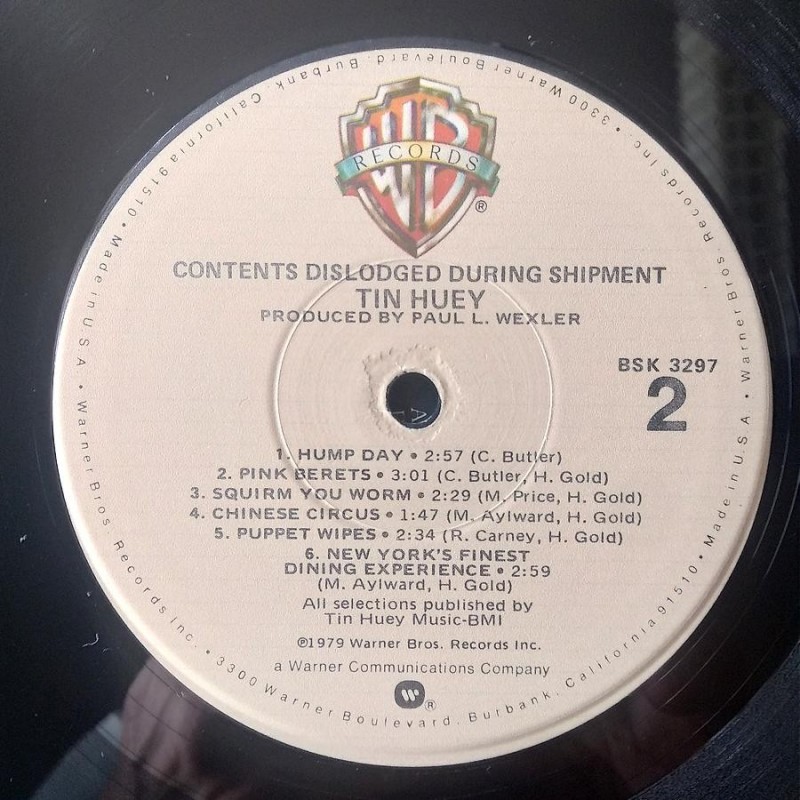 WB
RECORDS
®
CONTENTS DISLODGED DURING SHIPMENT
TIN HUEY
PRODUCED BY PAUL L. WEXLER
BSK 3297
2
1. HUMP DAY • 2:57 (C. Butler)
2. PINK BERETS • 3:01 (C. Butler, H. Gold)
3. SQUIRM YOU WORM • 2:29 (M. Price, H. Gold)
4. CHINESE CIRCUS • 1:47 (M. Aylward, H. Gold)
5. PUPPET WIPES • 2:34 (R. Carney, H. Gold)
6. NEW YORK'S FINEST
DINING EXPERIENCE • 2:59
(M. Aylward, H. Gold)
All selections published by
Tin Huey Music-BMI
℗1979 Warner Bros. Records Inc.
a Warner Communications Company
®
Made in U.S.A. • Warner Bros. Records Inc. • 3300 Warner Boulevard, Burbank, California 91510 •
Made in U.S.A. • Warner Bros. Records Inc. • 3300 Warner Boulevard, Burbank, California 91510 •